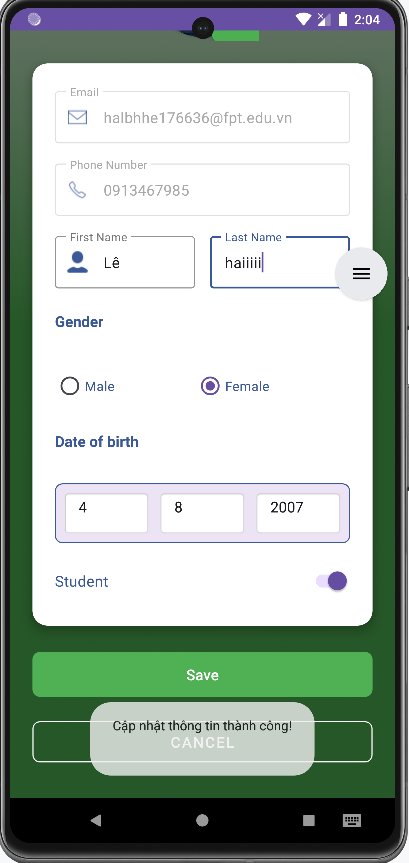 2:04
Email
halbhhe176636@fpt.edu.vn
Phone Number
0913467985
First Name
Last Name
Lê
haiiiii
Gender
Male
Female
Date of birth
4
8
2007
Student
Save
Cập nhật thông tin thành công!
CANCEL